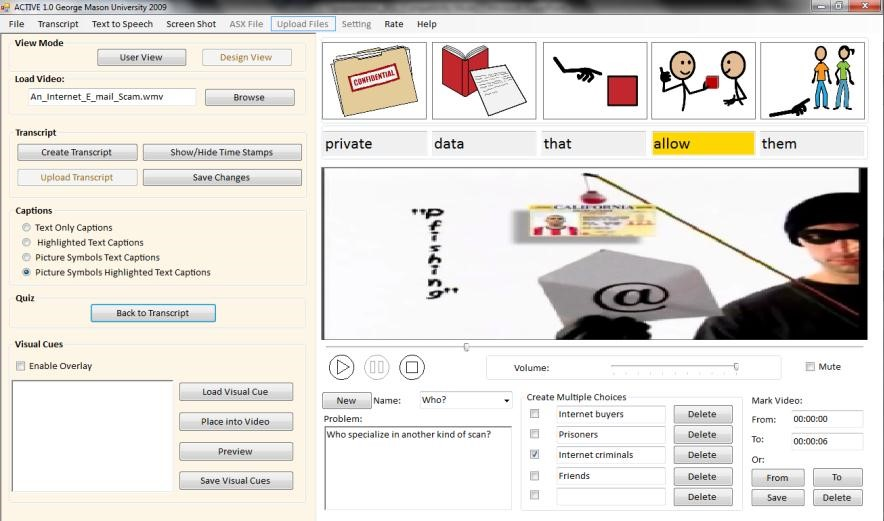 ACTIVE 1.0 George Mason University 2009
File Transcript Text to Speech Screen Shot ASX File Upload Files Setting Rate Help
View Mode
User View Design View
Load Video:
An_Internet_E_mail_Scam.wmv Browse
Transcript
Create Transcript Show/Hide Time Stamps
Upload Transcript Save Changes
Captions
Text Only Captions
Highlighted Text Captions
Picture Symbols Text Captions
Picture Symbols Highlighted Text Captions
Quiz
Back to Transcript
Visual Cues
Enable Overlay
Load Visual Cue
Place into Video
Preview
Save Visual Cues
CONFIDENTIAL
private data that allow them
"Pfishing"
CALIFORNIA
@
Volume: Mute
New Name: Who?
Problem:
Who specialize in another kind of scan?
Create Multiple Choices
Internet buyers Delete
Prisoners Delete
Internet criminals Delete
Friends Delete
Delete
Mark Video:
From: 00:00:00
To: 00:00:06
Or:
From To
Save Delete